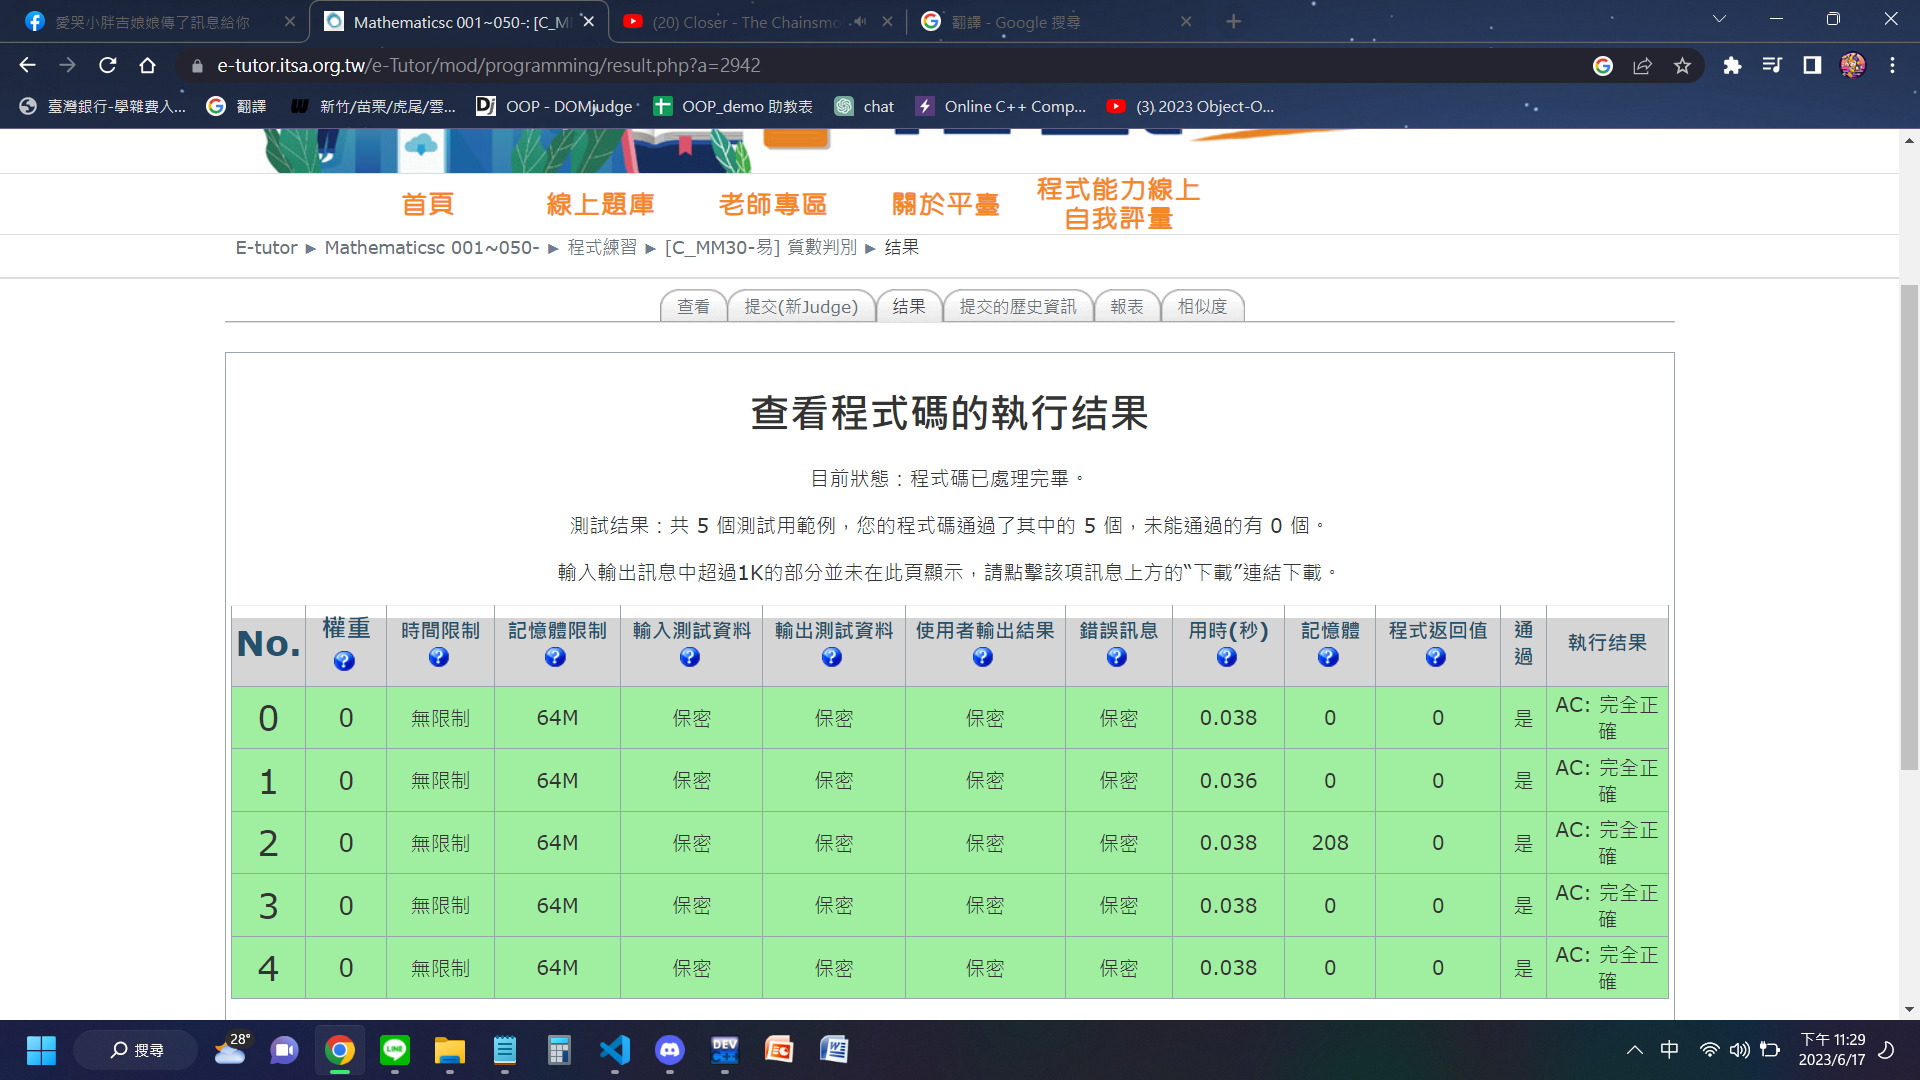 愛哭小胖吉娘娘傳了訊息給你
Mathematicsc 001~050-: [C_MM
(20) Closer - The Chainsmo
翻譯 - Google 搜尋
e-tutor.itsa.org.tw/e-Tutor/mod/programming/result.php?a=2942
臺灣銀行-學雜費入...
翻譯
新竹/苗栗/虎尾/雲...
OOP - DOMjudge
OOP_demo 助教表
chat
Online C++ Comp...
(3) 2023 Object-O...
首頁
線上題庫
老師專區
關於平臺
程式能力線上
自我評量
E-tutor ► Mathematicsc 001~050- ► 程式練習 ► [C_MM30-易] 質數判別 ► 结果
查看
提交(新Judge)
结果
提交的歷史資訊
報表
相似度
查看程式碼的執行结果
目前狀態：程式碼已處理完畢。
測試结果：共 5 個測試用範例，您的程式碼通過了其中的 5 個，未能通過的有 0 個。
輸入輸出訊息中超過1K的部分並未在此頁顯示，請點擊該項訊息上方的“下載”連結下載。
No. 權重 時間限制 記憶體限制 輸入測試資料 輸出測試資料 使用者輸出結果 錯誤訊息 用時(秒) 記憶體 程式返回值 通過 執行结果
0 0 無限制 64M 保密 保密 保密 保密 0.038 0 0 是 AC: 完全正確
1 0 無限制 64M 保密 保密 保密 保密 0.036 0 0 是 AC: 完全正確
2 0 無限制 64M 保密 保密 保密 保密 0.038 208 0 是 AC: 完全正確
3 0 無限制 64M 保密 保密 保密 保密 0.038 0 0 是 AC: 完全正確
4 0 無限制 64M 保密 保密 保密 保密 0.038 0 0 是 AC: 完全正確
搜尋
28°
LINE
DEV
C++
中
下午 11:29
2023/6/17